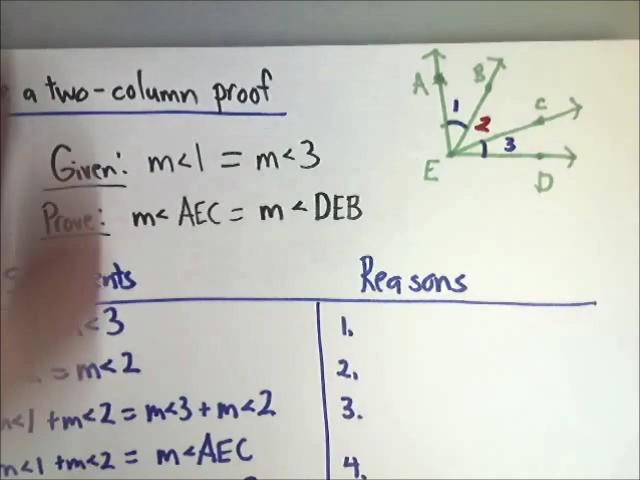 a two-column proof
Given: m<1 = m<3
Prove: m< AEC = m < DEB
A
B
C
D
E
1
2
3
Reasons
<3
1.
= m<2
2.
m<1 + m<2 = m<3 + m<2
3.
m<1 + m<2 = m<AEC
4.